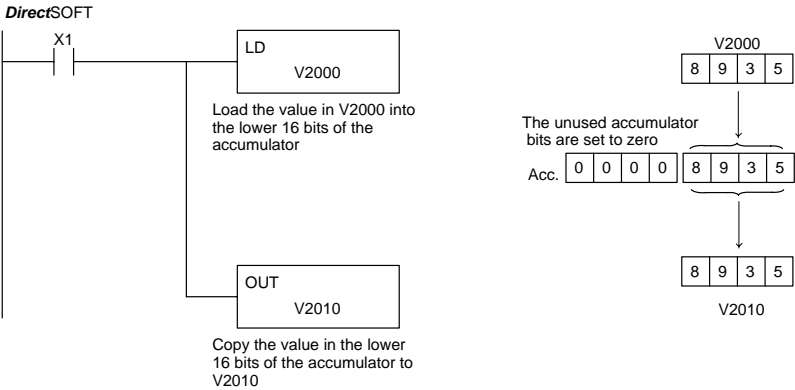 DirectSOFT
X1
LD
V2000
Load the value in V2000 into
the lower 16 bits of the
accumulator
OUT
V2010
Copy the value in the lower
16 bits of the accumulator to
V2010
V2000
8 9 3 5
The unused accumulator
bits are set to zero
Acc. 0 0 0 0 8 9 3 5
8 9 3 5
V2010